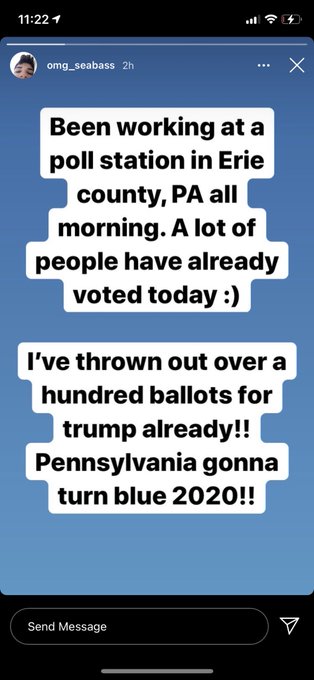 11:22
omg_seabass 2h
Been working at a
poll station in Erie
county, PA all
morning. A lot of
people have already
voted today :)
I’ve thrown out over a
hundred ballots for
trump already!!
Pennsylvania gonna
turn blue 2020!!
Send Message